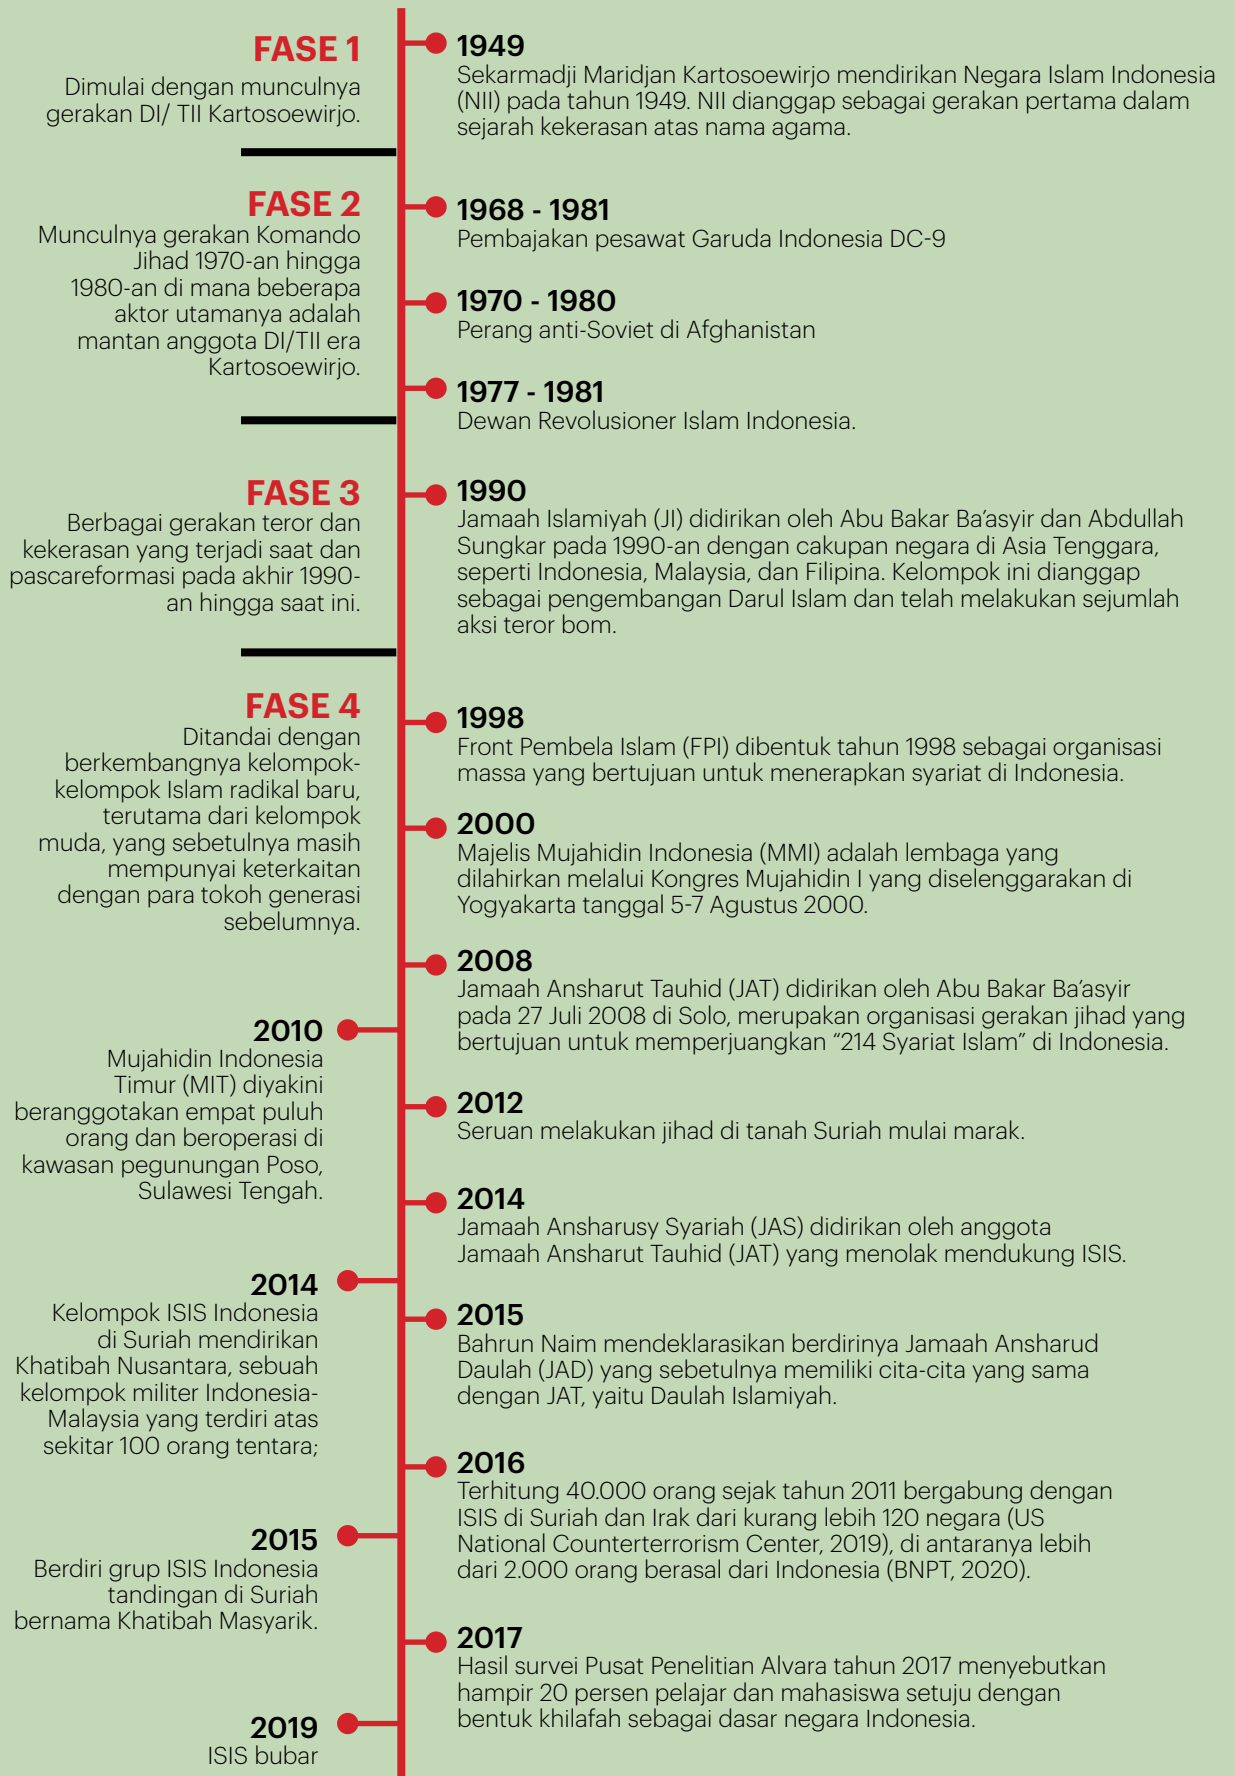 FASE 1
Dimulai dengan munculnya
gerakan DI/ TII Kartosoewirjo.
1949
Sekarmadji Maridjan Kartosoewirjo mendirikan Negara Islam Indonesia
(NII) pada tahun 1949. NII dianggap sebagai gerakan pertama dalam
sejarah kekerasan atas nama agama.
FASE 2
Munculnya gerakan Komando
Jihad 1970-an hingga
1980-an di mana beberapa
aktor utamanya adalah
mantan anggota DI/TII era
Kartosoewirjo.
1968 - 1981
Pembajakan pesawat Garuda Indonesia DC-9
1970 - 1980
Perang anti-Soviet di Afghanistan
1977 - 1981
Dewan Revolusioner Islam Indonesia.
FASE 3
Berbagai gerakan teror dan
kekerasan yang terjadi saat dan
pascareformasi pada akhir 1990-
an hingga saat ini.
1990
Jamaah Islamiyah (JI) didirikan oleh Abu Bakar Ba'asyir dan Abdullah
Sungkar pada 1990-an dengan cakupan negara di Asia Tenggara,
seperti Indonesia, Malaysia, dan Filipina. Kelompok ini dianggap
sebagai pengembangan Darul Islam dan telah melakukan sejumlah
aksi teror bom.
FASE 4
Ditandai dengan
berkembangnya kelompok-
kelompok Islam radikal baru,
terutama dari kelompok
muda, yang sebetulnya masih
mempunyai keterkaitan
dengan para tokoh generasi
sebelumnya.
1998
Front Pembela Islam (FPI) dibentuk tahun 1998 sebagai organisasi
massa yang bertujuan untuk menerapkan syariat di Indonesia.
2000
Majelis Mujahidin Indonesia (MMI) adalah lembaga yang
dilahirkan melalui Kongres Mujahidin I yang diselenggarakan di
Yogyakarta tanggal 5-7 Agustus 2000.
2008
Jamaah Ansharut Tauhid (JAT) didirikan oleh Abu Bakar Ba'asyir
pada 27 Juli 2008 di Solo, merupakan organisasi gerakan jihad yang
bertujuan untuk memperjuangkan “214 Syariat Islam” di Indonesia.
2010
Mujahidin Indonesia
Timur (MIT) diyakini
beranggotakan empat puluh
orang dan beroperasi di
kawasan pegunungan Poso,
Sulawesi Tengah.
2012
Seruan melakukan jihad di tanah Suriah mulai marak.
2014
Jamaah Ansharusy Syariah (JAS) didirikan oleh anggota
Jamaah Ansharut Tauhid (JAT) yang menolak mendukung ISIS.
2014
Kelompok ISIS Indonesia
di Suriah mendirikan
Khatibah Nusantara, sebuah
kelompok militer Indonesia-
Malaysia yang terdiri atas
sekitar 100 orang tentara;
2015
Bahrun Naim mendeklarasikan berdirinya Jamaah Ansharud
Daulah (JAD) yang sebetulnya memiliki cita-cita yang sama
dengan JAT, yaitu Daulah Islamiyah.
2016
Terhitung 40.000 orang sejak tahun 2011 bergabung dengan
ISIS di Suriah dan Irak dari kurang lebih 120 negara (US
National Counterterrorism Center, 2019), di antaranya lebih
dari 2.000 orang berasal dari Indonesia (BNPT, 2020).
2015
Berdiri grup ISIS Indonesia
tandingan di Suriah
bernama Khatibah Masyarik.
2017
Hasil survei Pusat Penelitian Alvara tahun 2017 menyebutkan
hampir 20 persen pelajar dan mahasiswa setuju dengan
bentuk khilafah sebagai dasar negara Indonesia.
2019
ISIS bubar